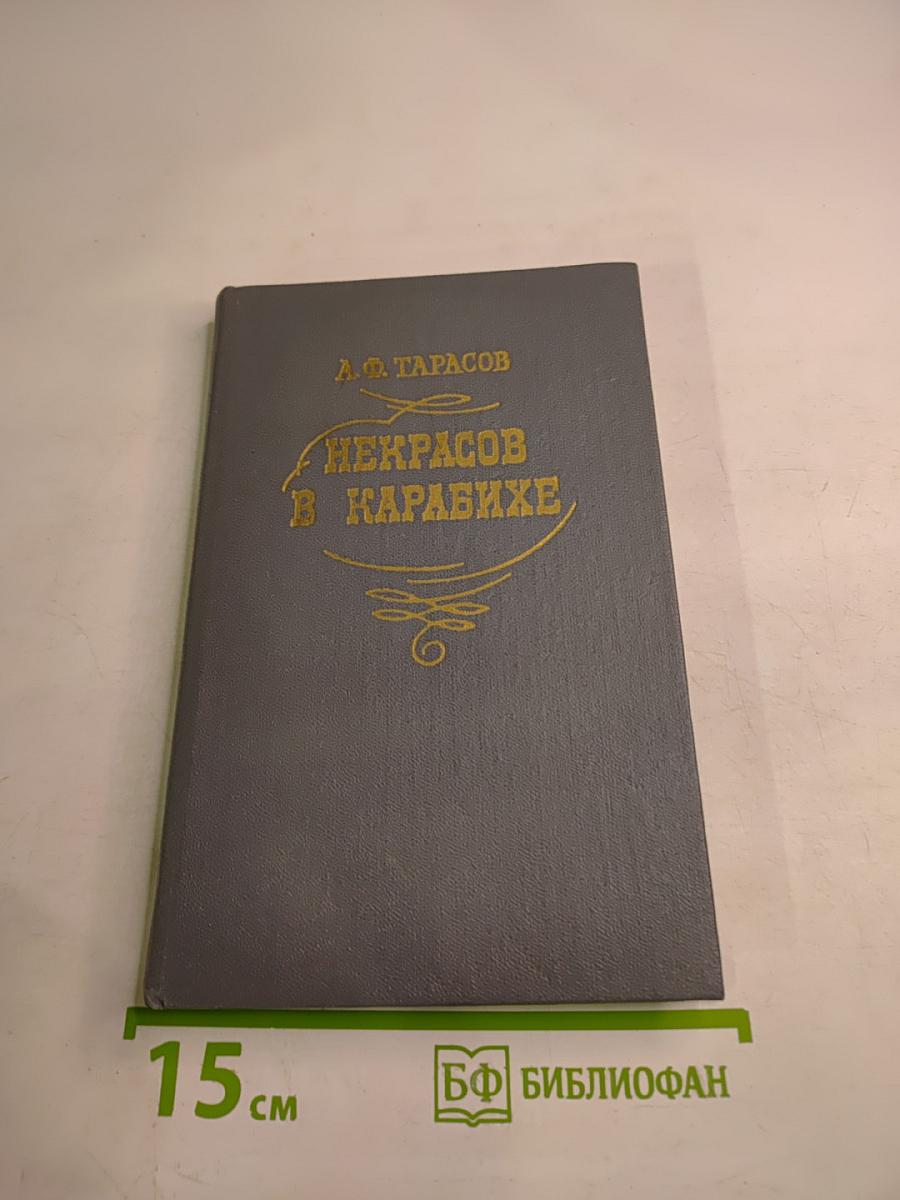 А. Ф. ТАРАСОВ
НЕКРАСОВ
В КАРАБИХЕ
15 см
БФ БИБЛИОФАН